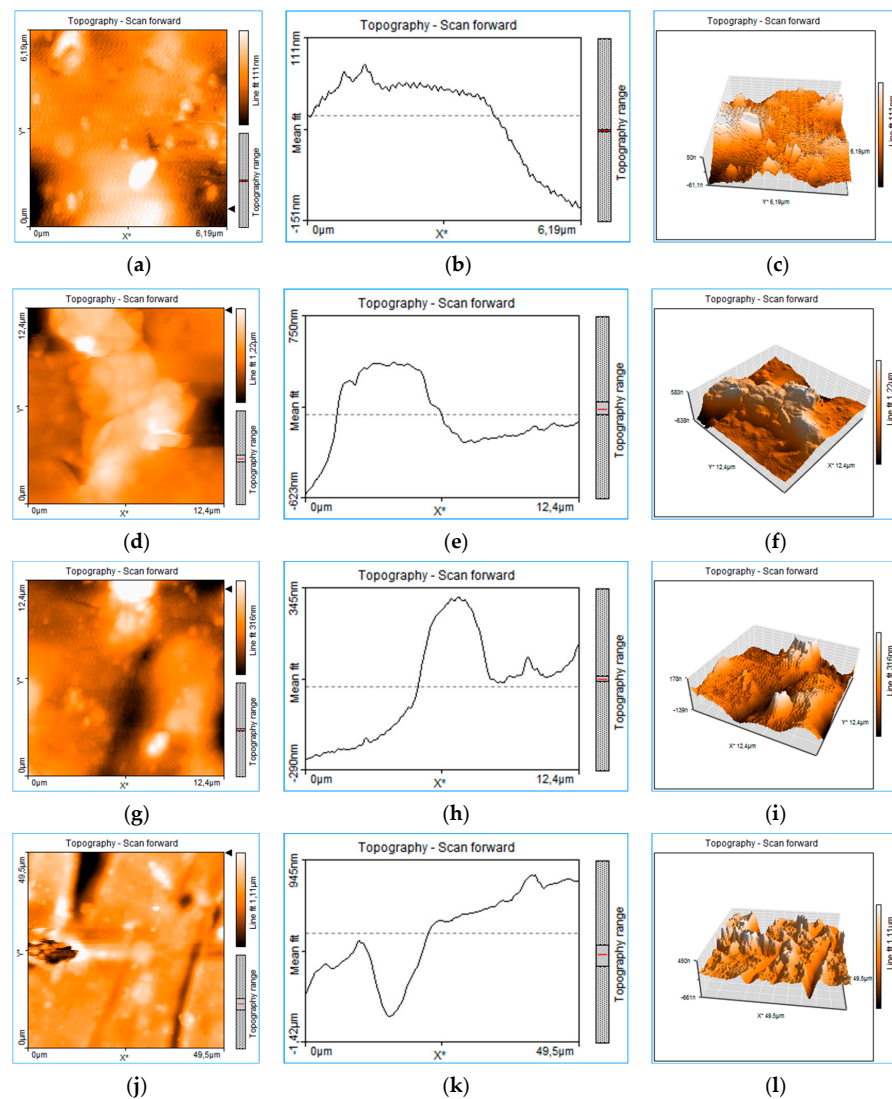 Topography - Scan forward
6,19µm
Y*
0µm
0µm
X*
6,19µm
Line fit 111nm
Topography range
(a)
Topography - Scan forward
111nm
Mean fit
-151nm
0µm
X*
6,19µm
Topography range
(b)
Topography - Scan forward
50n
-61,1n
Y* 6,19µm
6,19µm
Line fit 111nm
(c)
Topography - Scan forward
12,4µm
Y*
0µm
0µm
X*
12,4µm
Line fit 1,22µm
Topography range
(d)
Topography - Scan forward
750nm
Mean fit
-623nm
0µm
X*
12,4µm
Topography range
(e)
Topography - Scan forward
583n
-638n
Y* 12,4µm
X* 12,4µm
Line fit 1,22µm
(f)
Topography - Scan forward
12,4µm
Y*
0µm
0µm
X*
12,4µm
Line fit 316nm
Topography range
(g)
Topography - Scan forward
345nm
Mean fit
-290nm
0µm
X*
12,4µm
Topography range
(h)
Topography - Scan forward
178n
-139n
X* 12,4µm
Y* 12,4µm
Line fit 316nm
(i)
Topography - Scan forward
49,5µm
Y*
0µm
0µm
X*
49,5µm
Line fit 1,11µm
Topography range
(j)
Topography - Scan forward
945nm
Mean fit
-1,42µm
0µm
X*
49,5µm
Topography range
(k)
Topography - Scan forward
450n
-661n
X* 49,5µm
49,5µm
Line fit 1,11µm
(l)